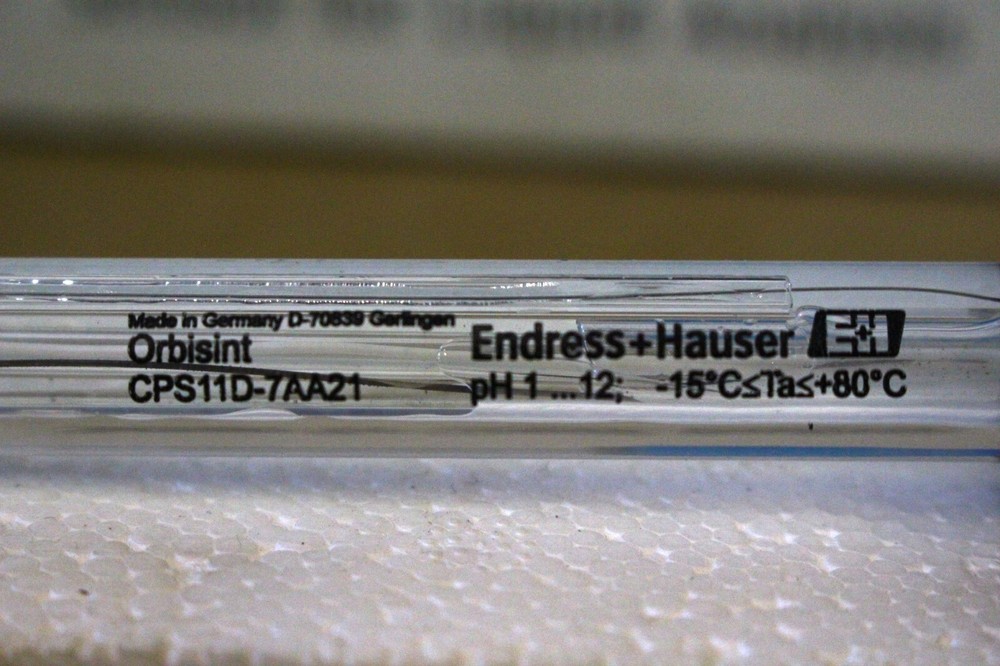 Made in Germany D-70839 Gerlingen
Orbisint
CPS11D-7AA21
Endress+Hauser E+H
pH 1 ...12; -15°C≤Ta≤+80°C